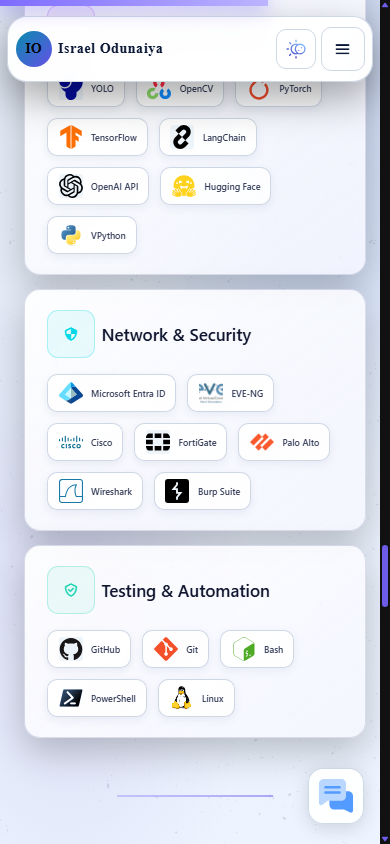 IO Israel Odunaiya
YOLO OpenCV PyTorch
TensorFlow LangChain
OpenAI API Hugging Face
VPython
Network & Security
Microsoft Entra ID EVE-NG
CISCO Cisco FortiGate Palo Alto
Wireshark Burp Suite
Testing & Automation
GitHub Git Bash
PowerShell Linux